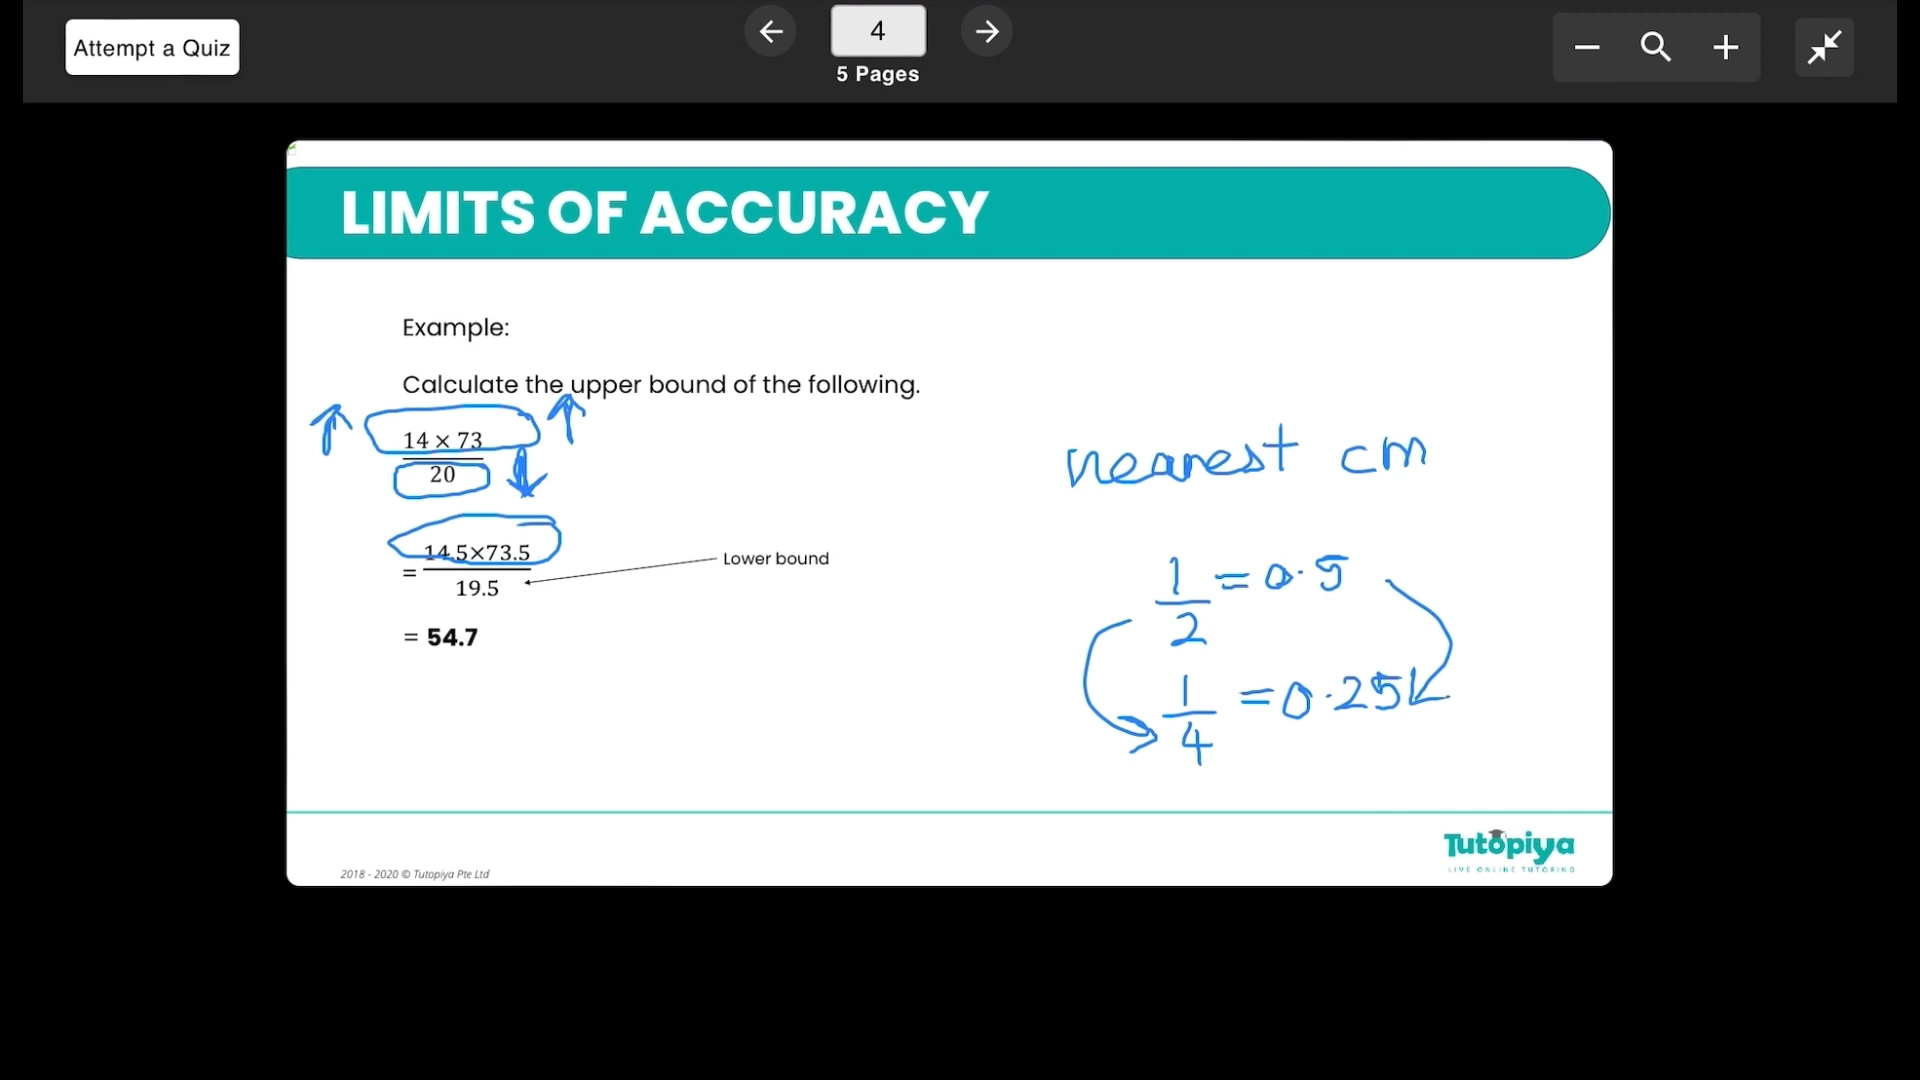 Attempt a Quiz
4
5 Pages
LIMITS OF ACCURACY
Example:
Calculate the upper bound of the following.
14 × 73
20
nearest cm
= 14.5×73.5
19.5
Lower bound
= 54.7
1/2 = 0.5
1/4 = 0.25
2018 - 2020 © Tutopiya Pte Ltd
Tutopiya
LIVE ONLINE TUTORING